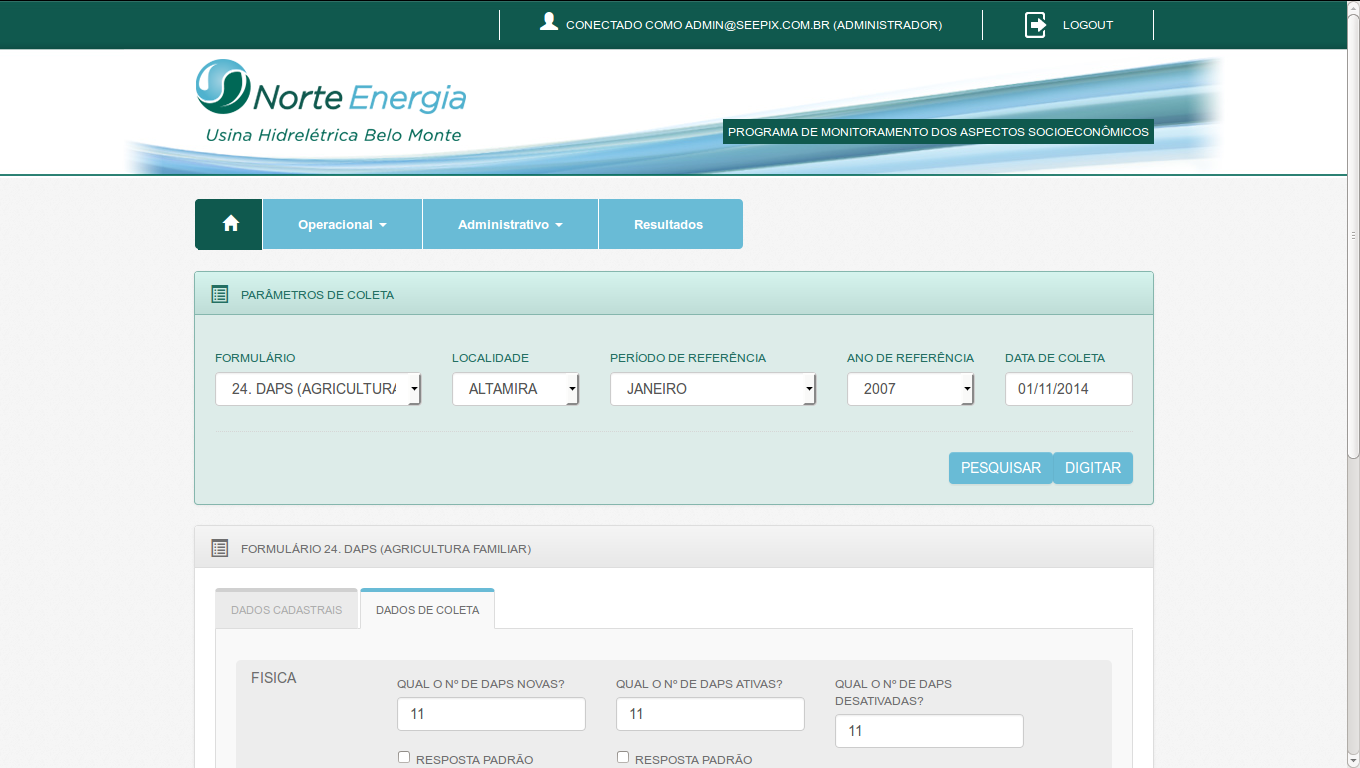 CONECTADO COMO ADMIN@SEEPIX.COM.BR (ADMINISTRADOR) LOGOUT
Norte Energia
Usina Hidrelétrica Belo Monte
PROGRAMA DE MONITORAMENTO DOS ASPECTOS SOCIOECONÔMICOS
Operacional Administrativo Resultados
PARÂMETROS DE COLETA
FORMULÁRIO LOCALIDADE PERÍODO DE REFERÊNCIA ANO DE REFERÊNCIA DATA DE COLETA
24. DAPS (AGRICULTURA ALTAMIRA JANEIRO 2007 01/11/2014
PESQUISAR DIGITAR
FORMULÁRIO 24. DAPS (AGRICULTURA FAMILIAR)
DADOS CADASTRAIS DADOS DE COLETA
FISICA
QUAL O Nº DE DAPS NOVAS? QUAL O Nº DE DAPS ATIVAS? QUAL O Nº DE DAPS
DESATIVADAS?
11 11 11
RESPOSTA PADRÃO RESPOSTA PADRÃO